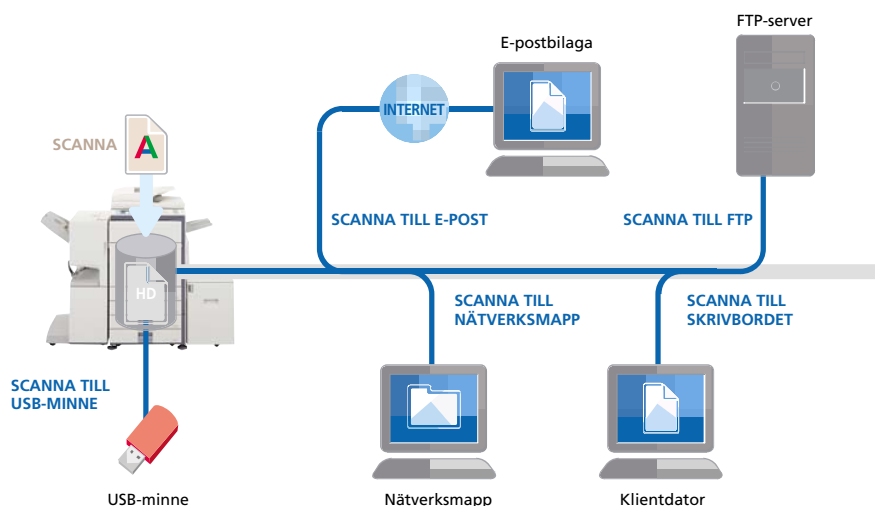 FTP-server
E-postbilaga
INTERNET
SCANNA
A
SCANNA TILL E-POST
SCANNA TILL FTP
HD
SCANNA TILL
NÄTVERKSMAPP
SCANNA TILL
SKRIVBORDET
SCANNA TILL
USB-MINNE
USB-minne
Nätverksmapp
Klientdator